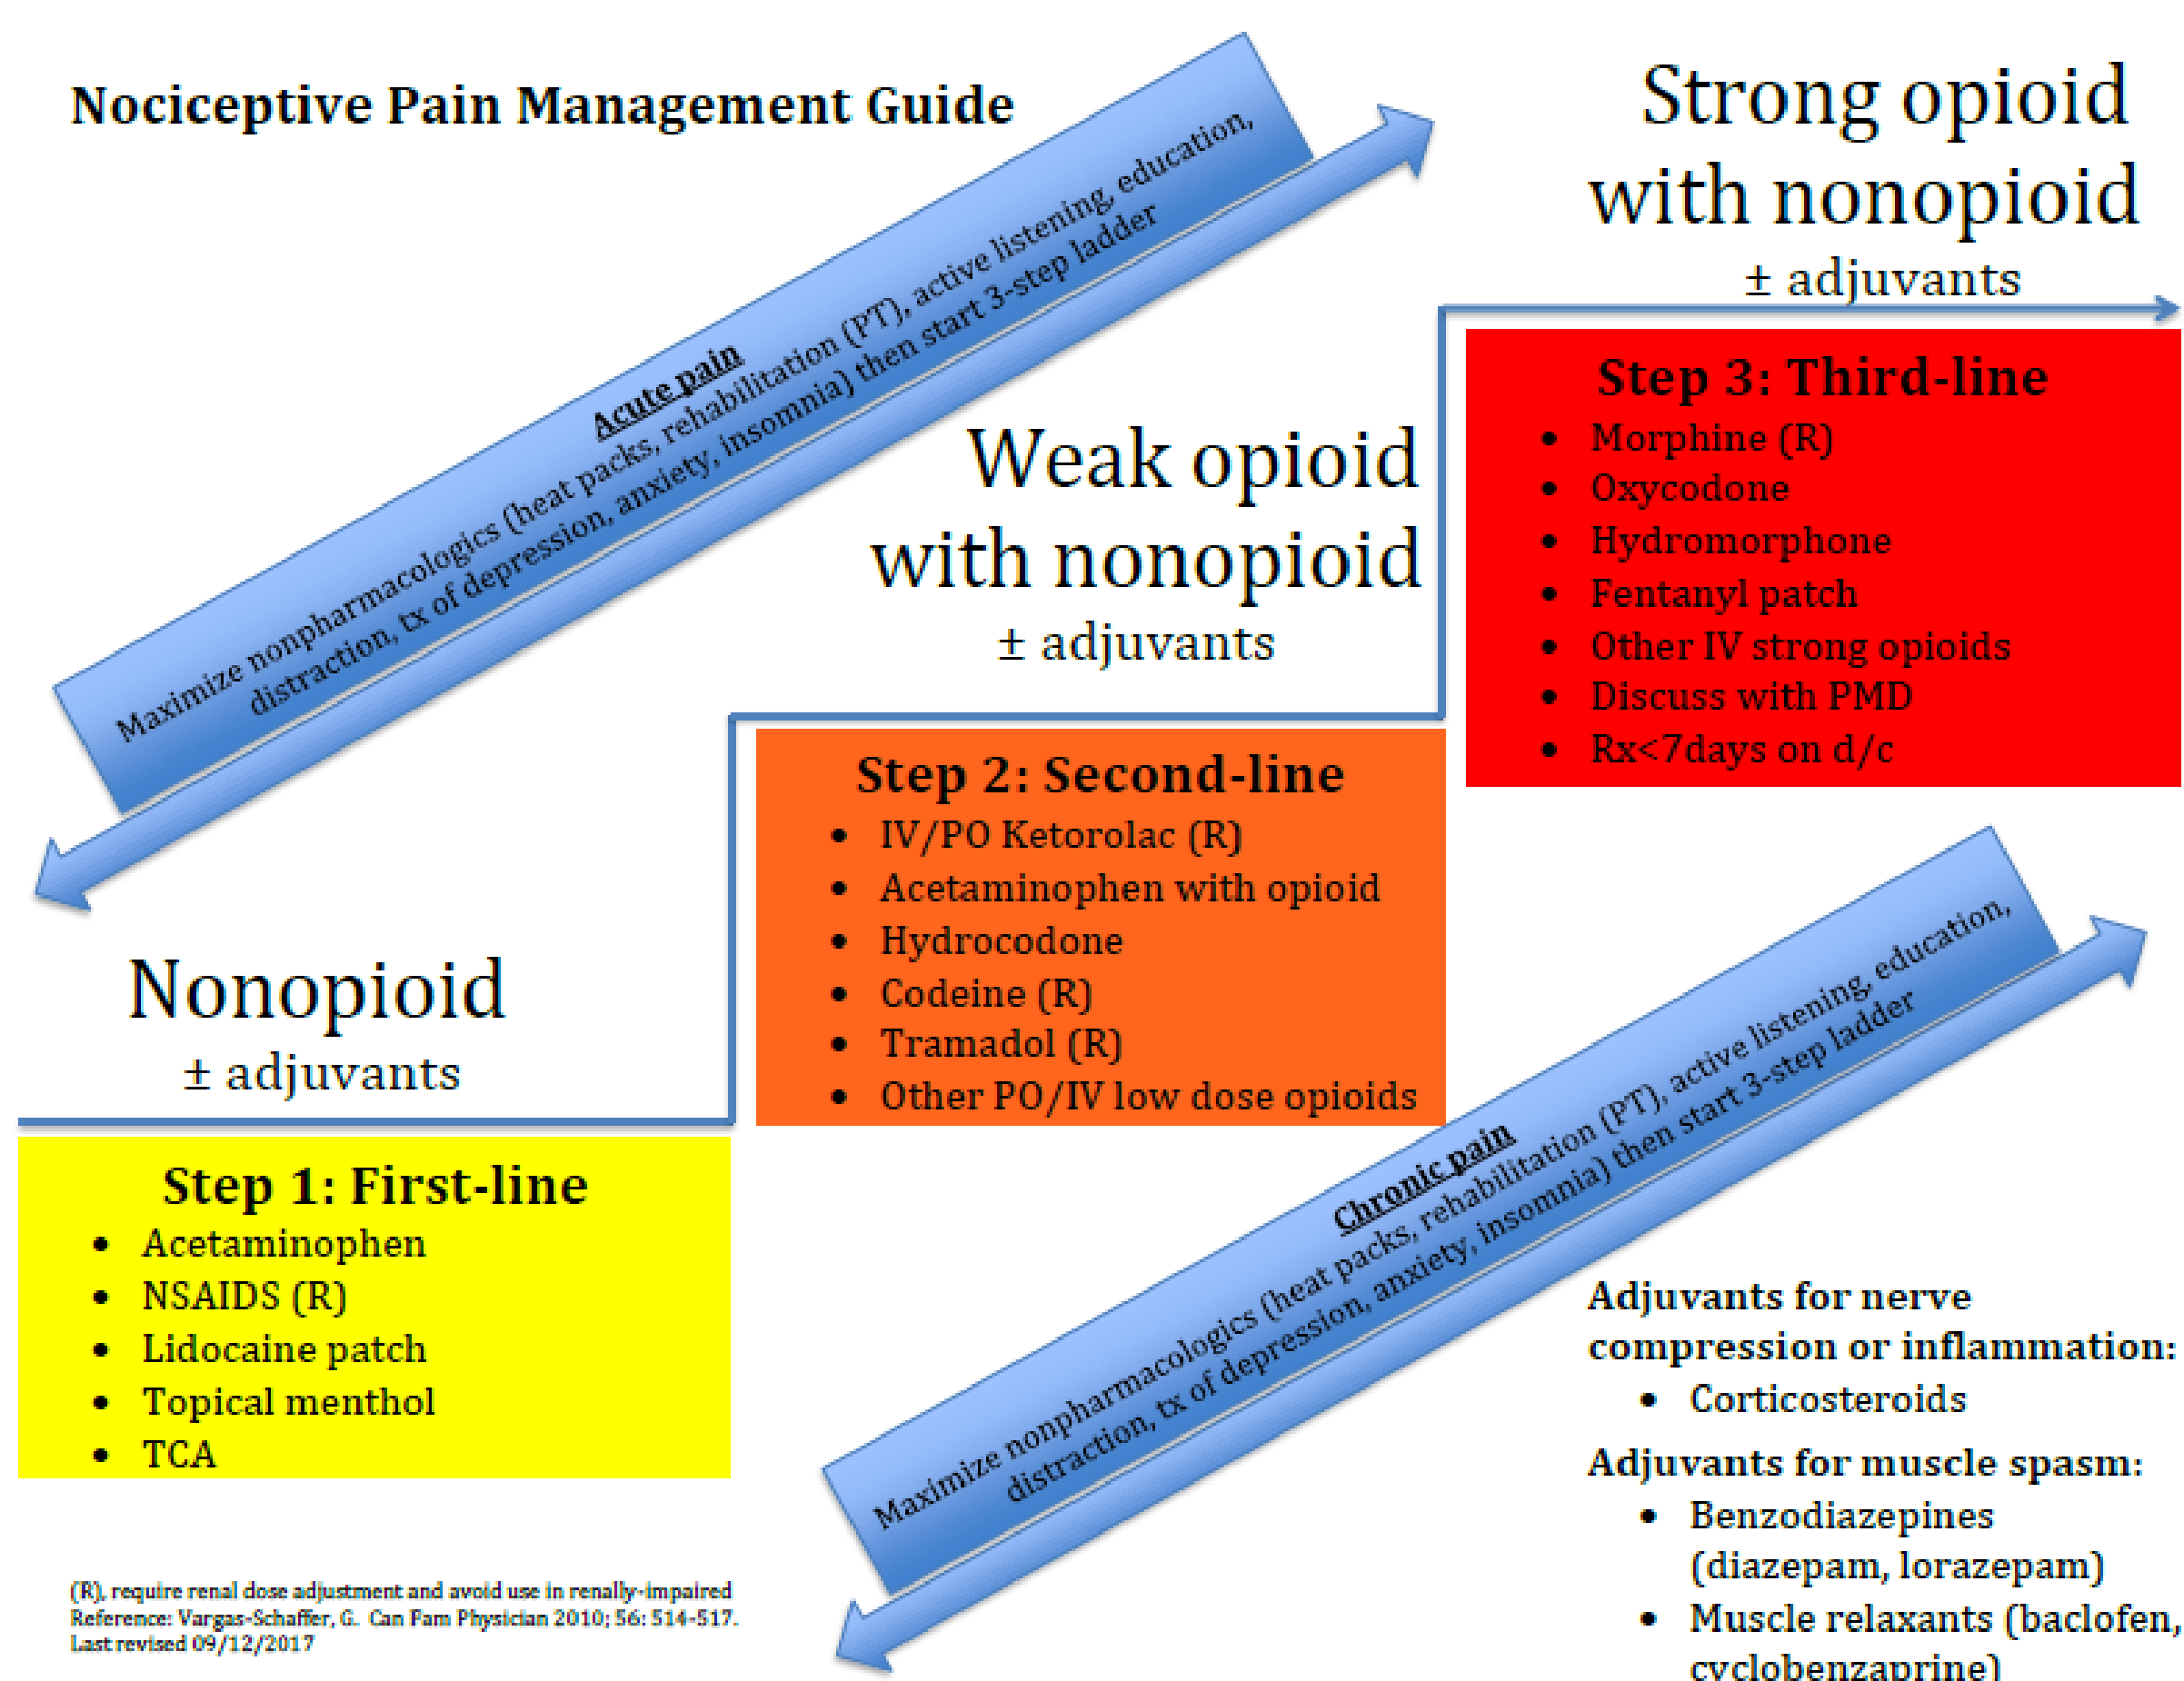 Nociceptive Pain Management Guide
Acute pain
Maximize nonpharmacologics (heat packs, rehabilitation (PT), active listening, education,
distraction, tx of depression, anxiety, insomnia) then start 3-step ladder
Strong opioid
with nonopioid
± adjuvants
Step 3: Third-line
• Morphine (R)
• Oxycodone
• Hydromorphone
• Fentanyl patch
• Other IV strong opioids
• Discuss with PMD
• Rx<7days on d/c
Weak opioid
with nonopioid
± adjuvants
Step 2: Second-line
• IV/PO Ketorolac (R)
• Acetaminophen with opioid
• Hydrocodone
• Codeine (R)
• Tramadol (R)
• Other PO/IV low dose opioids
Nonopioid
± adjuvants
Step 1: First-line
• Acetaminophen
• NSAIDS (R)
• Lidocaine patch
• Topical menthol
• TCA
Chronic pain
Maximize nonpharmacologics (heat packs, rehabilitation (PT), active listening, education,
distraction, tx of depression, anxiety, insomnia) then start 3-step ladder
Adjuvants for nerve
compression or inflammation:
• Corticosteroids
Adjuvants for muscle spasm:
• Benzodiazepines
(diazepam, lorazepam)
• Muscle relaxants (baclofen,
cyclobenzaprine)
(R), require renal dose adjustment and avoid use in renally-impaired
Reference: Vargas-Schaffer, G. Can Fam Physician 2010; 56: 514-517.
Last revised 09/12/2017